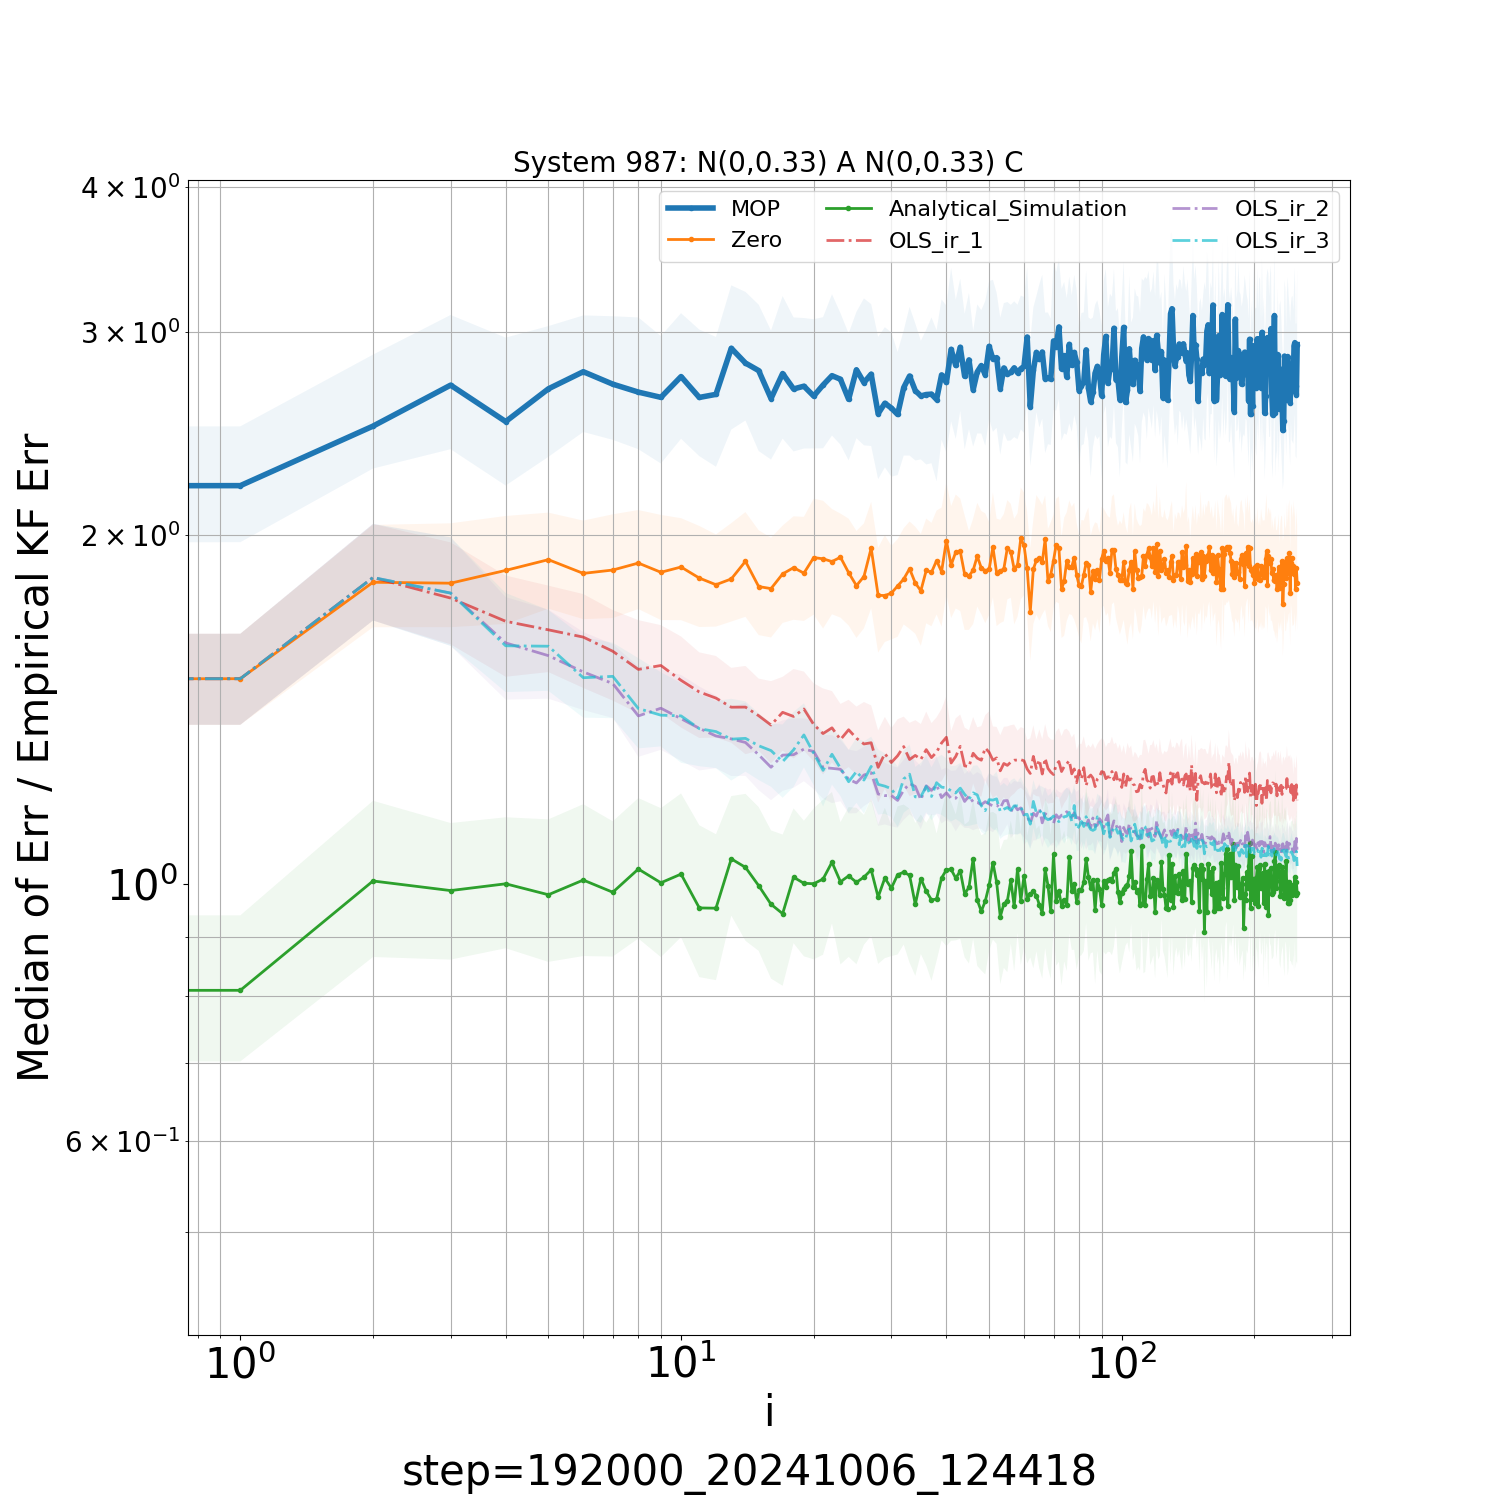 System 987: N(0,0.33) A N(0,0.33) C
MOP
Zero
Analytical_Simulation
OLS_ir_1
OLS_ir_2
OLS_ir_3
Median of Err / Empirical KF Err
4 × 10⁰
3 × 10⁰
2 × 10⁰
10⁰
6 × 10⁻¹
10⁰ 10¹ 10²
i
step=192000_20241006_124418